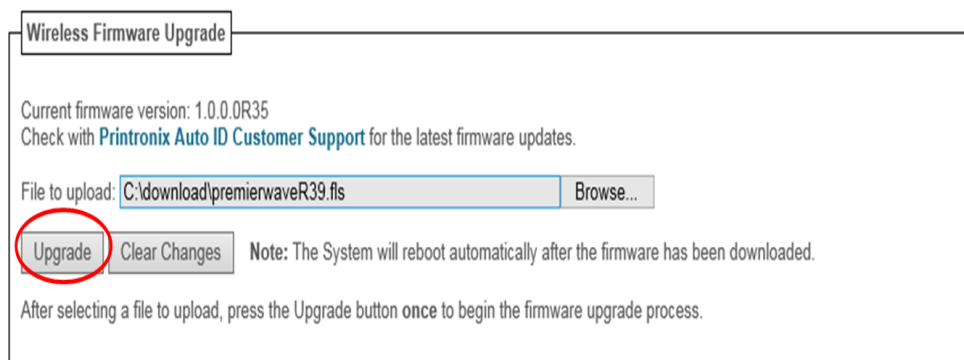 Wireless Firmware Upgrade
Current firmware version: 1.0.0.0R35
Check with Printronix Auto ID Customer Support for the latest firmware updates.
File to upload: C:\download\premierwaveR39.fls Browse...
Upgrade Clear Changes Note: The System will reboot automatically after the firmware has been downloaded.
After selecting a file to upload, press the Upgrade button once to begin the firmware upgrade process.